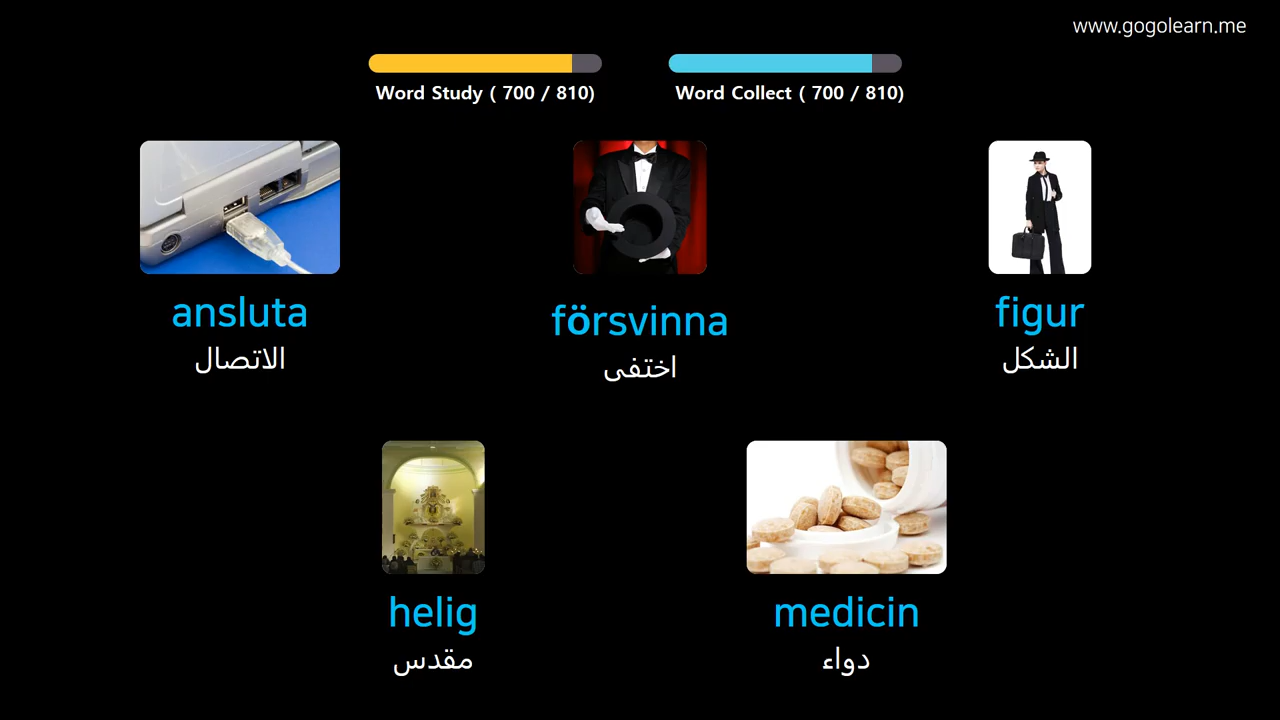 www.gogolearn.me
Word Study ( 700 / 810)
Word Collect ( 700 / 810)
ansluta
الاتصال
försvinna
اختفى
figur
الشكل
helig
مقدس
medicin
دواء